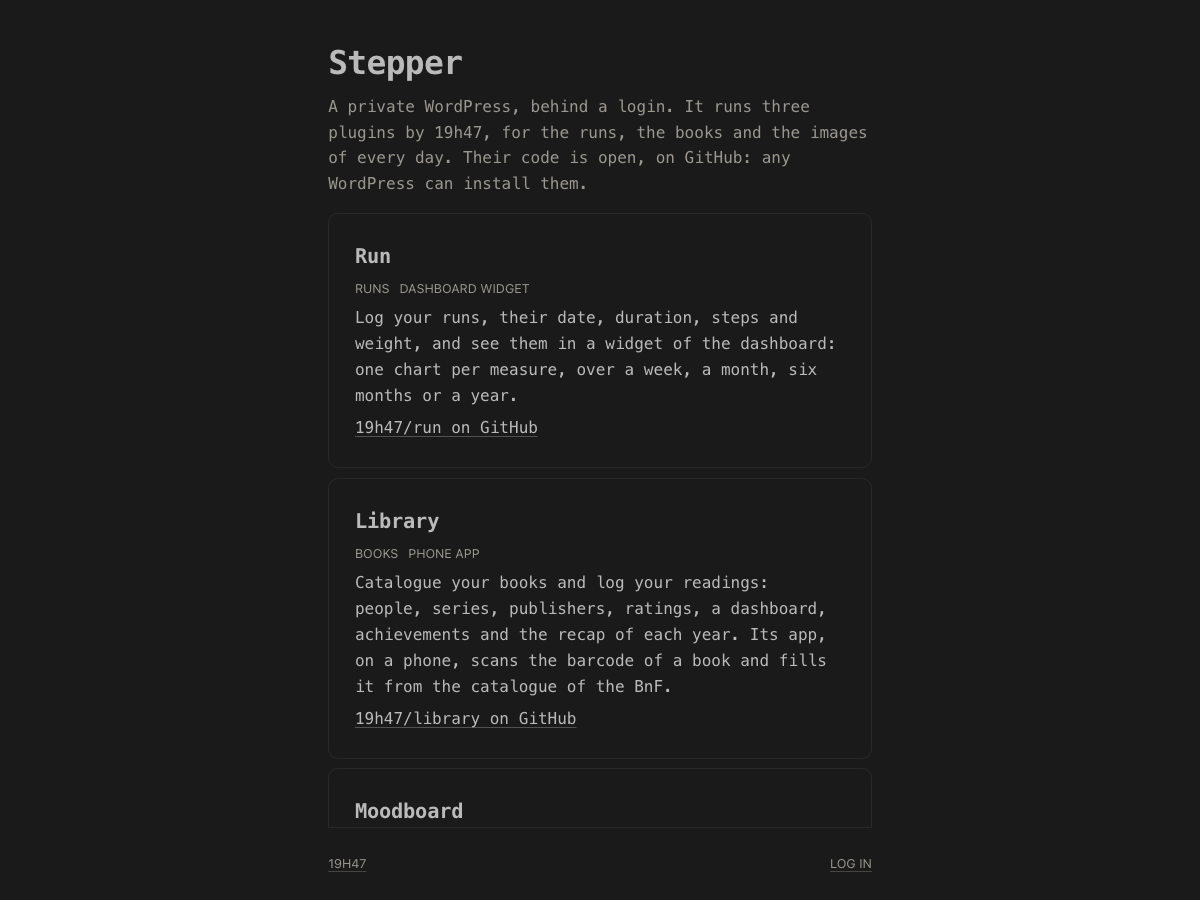 Stepper
A private WordPress, behind a login. It runs three
plugins by 19h47, for the runs, the books and the images
of every day. Their code is open, on GitHub: any
WordPress can install them.
Run
RUNS DASHBOARD WIDGET
Log your runs, their date, duration, steps and
weight, and see them in a widget of the dashboard:
one chart per measure, over a week, a month, six
months or a year.
19h47/run on GitHub
Library
BOOKS PHONE APP
Catalogue your books and log your readings:
people, series, publishers, ratings, a dashboard,
achievements and the recap of each year. Its app,
on a phone, scans the barcode of a book and fills
it from the catalogue of the BnF.
19h47/library on GitHub
Moodboard
19H47
LOG IN